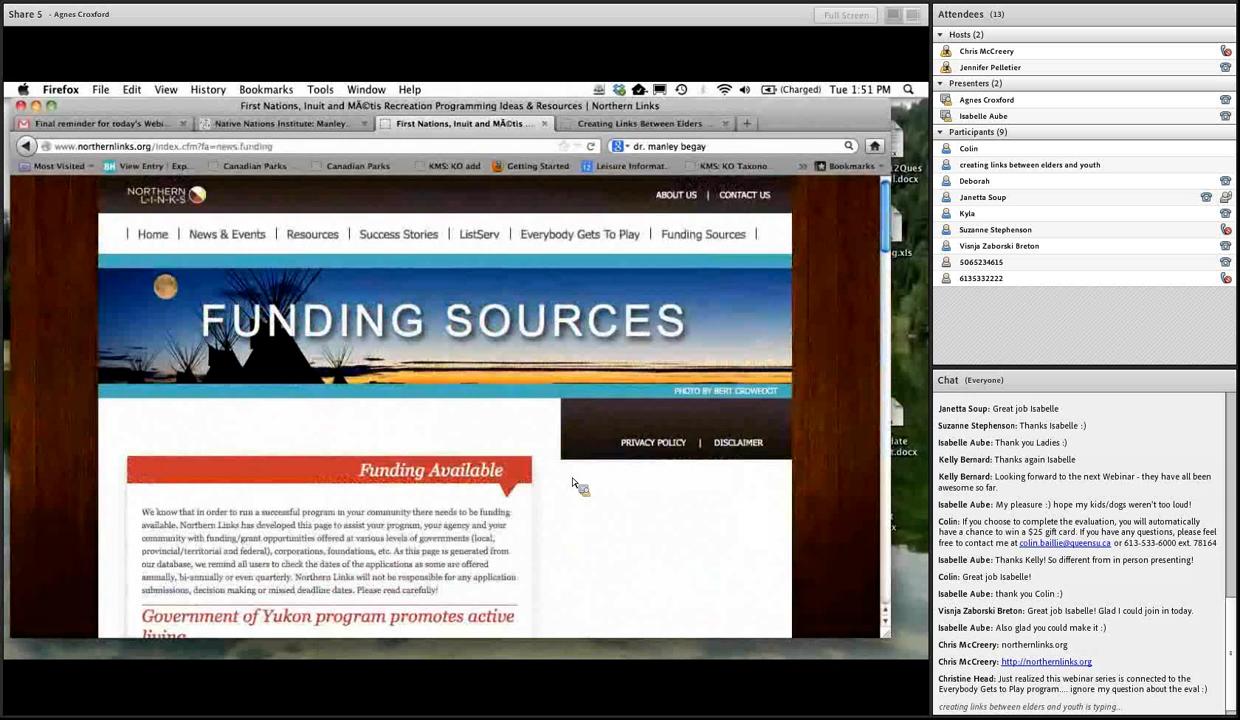 Share 5 - Agnes Croxford
Full Screen
Firefox File Edit View History Bookmarks Tools Window Help
(Charged) Tue 1:51 PM
First Nations, Inuit and MÃ©tis Recreation Programming Ideas & Resources | Northern Links
Final reminder for today's Webi...
Native Nations Institute: Manley...
First Nations, Inuit and MÃ©tis ...
Creating Links Between Elders ...
www.northernlinks.org/index.cfm?fa=news.funding
dr. manley begay
Most Visited
View Entry | Exp...
Canadian Parks
Canadian Parks
KMS: KO add
Getting Started
Leisure Informat...
KMS: KO Taxono
Bookmarks
NORTHERN
L-I-N-K-S
ABOUT US | CONTACT US
Home | News & Events | Resources | Success Stories | ListServ | Everybody Gets To Play | Funding Sources |
FUNDING SOURCES
PHOTO BY BERT CROWFOOT
PRIVACY POLICY | DISCLAIMER
Funding Available
We know that in order to run a successful program in your community there needs to be funding
available. Northern Links has developed this page to assist your program, your agency and your
community with funding/grant opportunities offered at various levels of governments (local,
provincial/territorial and federal), corporations, foundations, etc. As this page is generated from
our database, we remind all users to check the dates of the applications as some are offered
annually, bi-annually or even quarterly. Northern Links will not be responsible for any application
submissions, decision making or missed deadline dates. Please read carefully!
Government of Yukon program promotes active
living
Attendees (13)
Hosts (2)
Chris McCreery
Jennifer Pelletier
Presenters (2)
Agnes Croxford
Isabelle Aube
Participants (9)
Colin
creating links between elders and youth
Deborah
Janetta Soup
Kyla
Suzanne Stephenson
Visnja Zaborski Breton
5065234615
6135332222
Chat (Everyone)
Janetta Soup: Great job Isabelle
Suzanne Stephenson: Thanks Isabelle :)
Isabelle Aube: Thank you Ladies :)
Kelly Bernard: Thanks again Isabelle
Kelly Bernard: Looking forward to the next Webinar - they have all been
awesome so far.
Isabelle Aube: My pleasure :) hope my kids/dogs weren't too loud!
Colin: If you choose to complete the evaluation, you will automatically
have a chance to win a $25 gift card. If you have any questions, please feel
free to contact me at colin.baillie@queensu.ca or 613-533-6000 ext. 78164
Isabelle Aube: Thanks Kelly! So different from in person presenting!
Colin: Great job Isabelle!
Isabelle Aube: thank you Colin :)
Visnja Zaborski Breton: Great job Isabelle! Glad I could join in today.
Isabelle Aube: Also glad you could make it :)
Chris McCreery: northernlinks.org
Chris McCreery: http://northernlinks.org
Christine Head: Just realized this webinar series is connected to the
Everybody Gets to Play program.... ignore my question about the eval :)
creating links between elders and youth is typing...